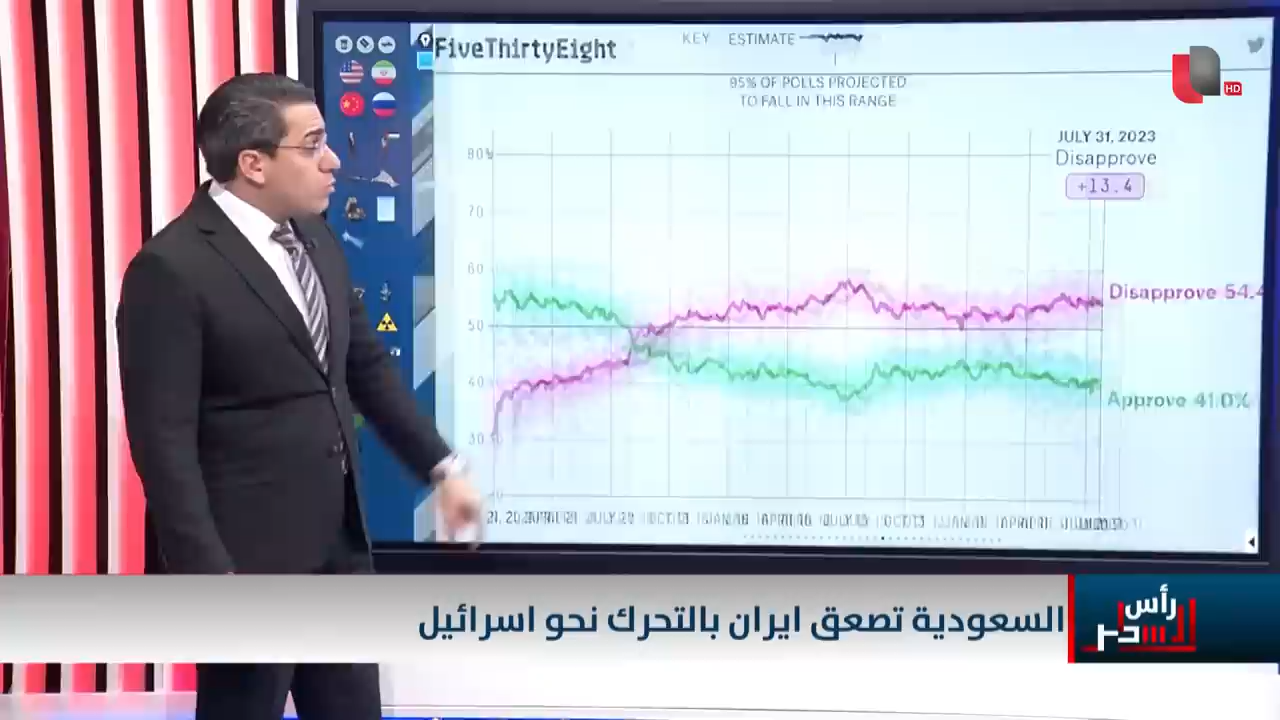 FiveThirtyEight
KEY ESTIMATE
95% OF POLLS PROJECTED
TO FALL IN THIS RANGE
JULY 31, 2023
Disapprove
+13.4
80%
70
60
50
40
30
Disapprove 54.4
Approve 41.0%
HD
السعودية تصعق ايران بالتحرك نحو اسرائيل
رأس
السطر